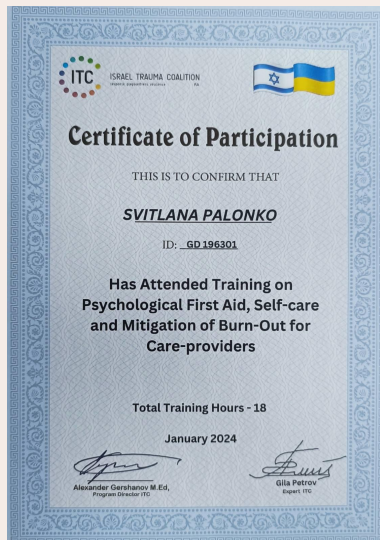 ITC
ISRAEL TRAUMA COALITION
Certificate of Participation
THIS IS TO CONFIRM THAT
SVITLANA PALONKO
ID: GD 196301
Has Attended Training on
Psychological First Aid, Self-care
and Mitigation of Burn-Out for
Care-providers
Total Training Hours - 18
January 2024
Alexander Gershanov M.Ed,
Program Director ITC
Gila Petrov
Expert ITC